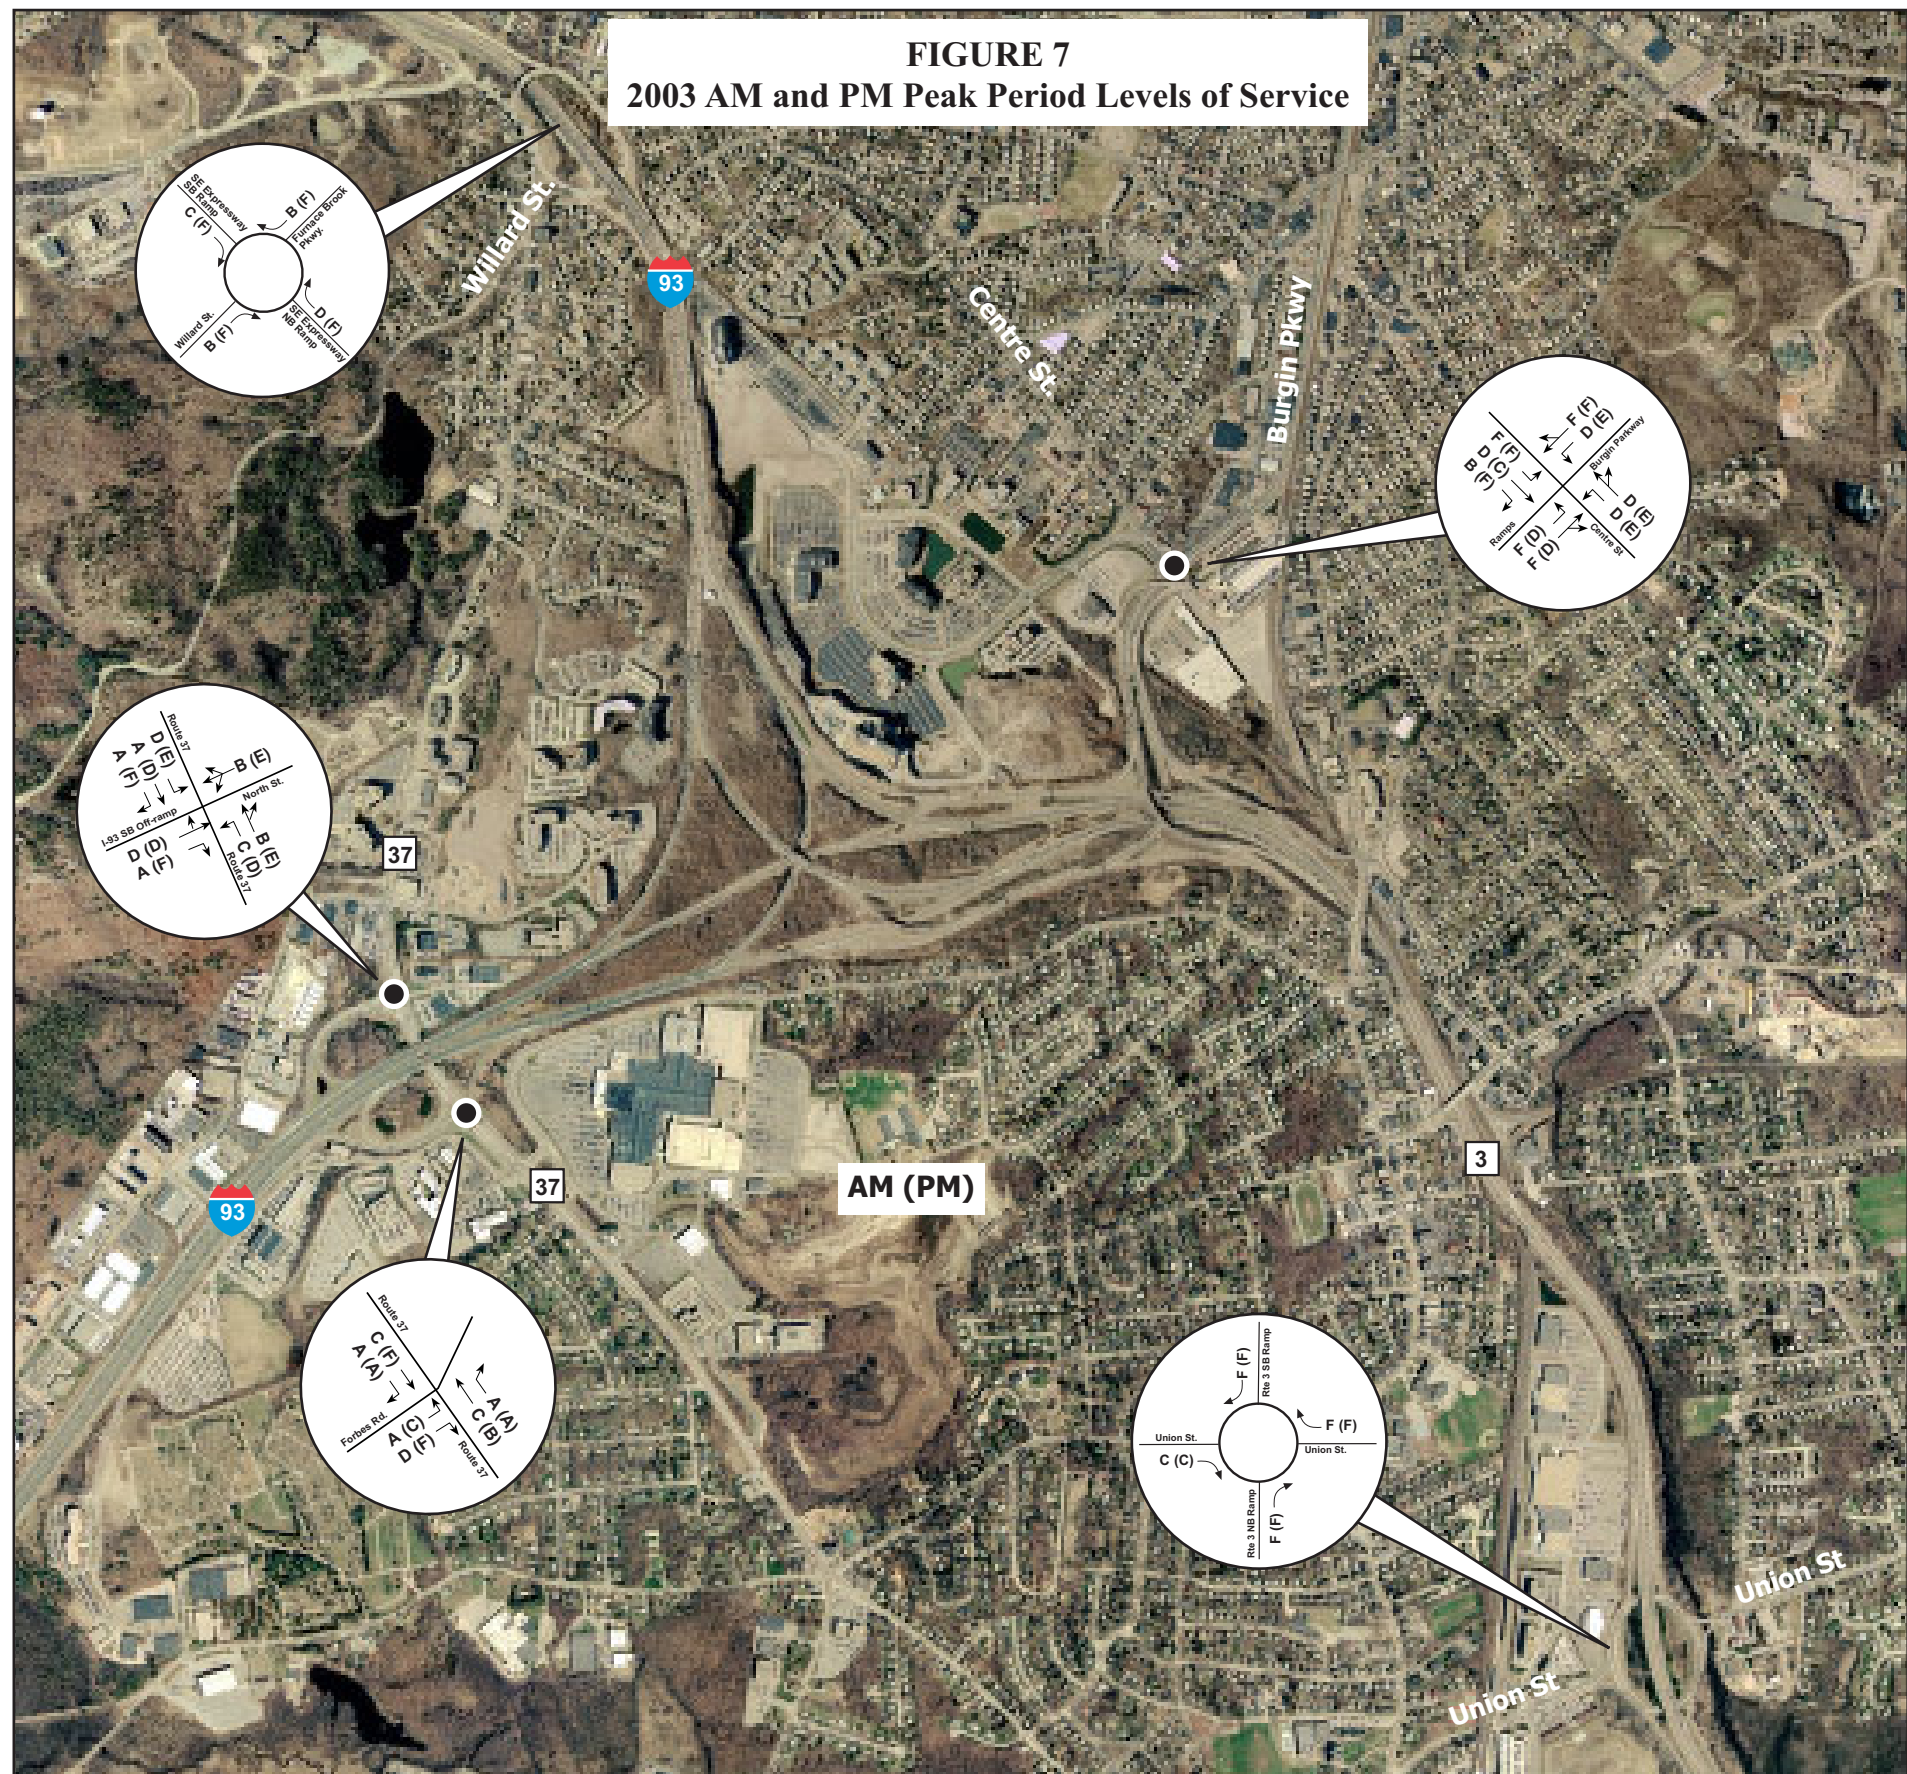 FIGURE 7
2003 AM and PM Peak Period Levels of Service
SE Expressway
SB Ramp
C (F)
B (F)
Furnace Brook
Pkwy.
D (F)
SE Expressway
NB Ramp
Willard St.
B (F)
Willard St.
93
Centre St.
Burgin Pkwy
F (F)
D (E)
Burgin Parkway
F (F)
D (C)
B (F)
D (E)
D (E)
Centre St
Ramps
F (D)
F (D)
Route 37
D (E)
A (D)
A (F)
B (E)
North St.
I-93 SB Off-ramp
D (D)
A (F)
B (E)
C (D)
Route 37
37
93
37
AM (PM)
3
Route 37
C (F)
A (A)
Forbes Rd.
A (C)
D (F)
A (A)
C (B)
Route 37
F (F)
Rte 3 SB Ramp
F (F)
Union St.
Union St.
C (C)
Rte 3 NB Ramp
F (F)
Union St
Union St